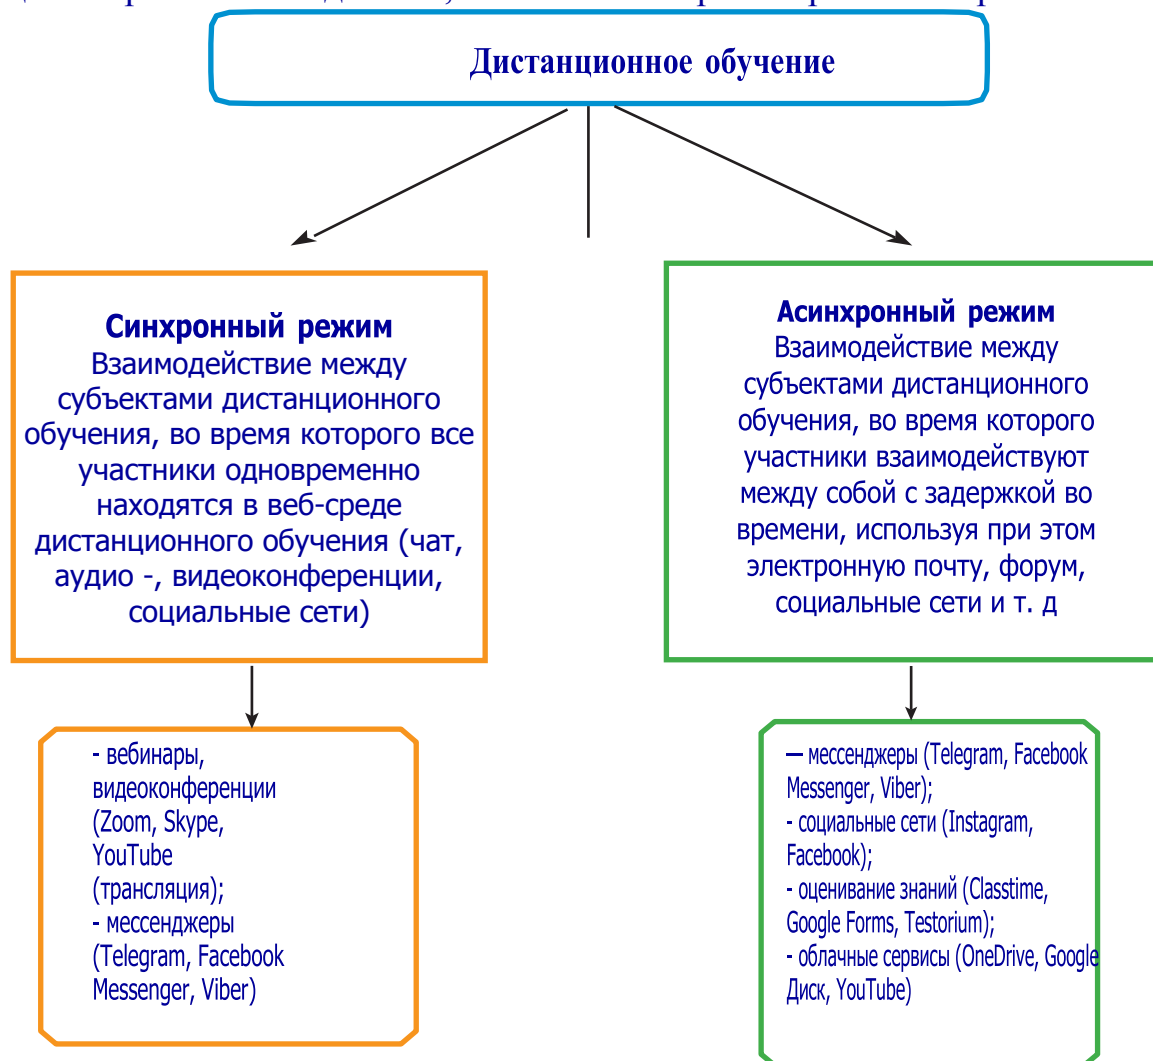 Дистанционное обучение
Синхронный режим
Взаимодействие между
субъектами дистанционного
обучения, во время которого все
участники одновременно
находятся в веб-среде
дистанционного обучения (чат,
аудио -, видеоконференции,
социальные сети)
Асинхронный режим
Взаимодействие между
субъектами дистанционного
обучения, во время которого
участники взаимодействуют
между собой с задержкой во
времени, используя при этом
электронную почту, форум,
социальные сети и т. д
- вебинары,
видеоконференции
(Zoom, Skype,
YouTube
(трансляция);
- мессенджеры
(Telegram, Facebook
Messenger, Viber)
— мессенджеры (Telegram, Facebook
Messenger, Viber);
- социальные сети (Instagram,
Facebook);
- оценивание знаний (Classtime,
Google Forms, Testorium);
- облачные сервисы (OneDrive, Google
Диск, YouTube)